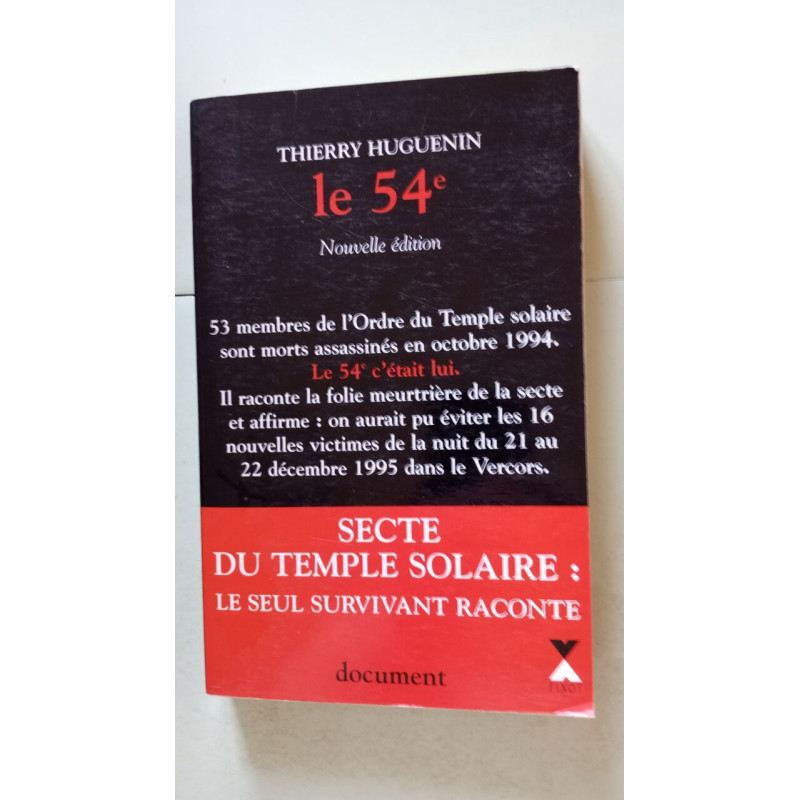 THIERRY HUGUENIN
le 54e
Nouvelle édition
53 membres de l'Ordre du Temple solaire
sont morts assassinés en octobre 1994.
Le 54e c'était lui.
Il raconte la folie meurtrière de la secte
et affirme : on aurait pu éviter les 16
nouvelles victimes de la nuit du 21 au
22 décembre 1995 dans le Vercors.
SECTE
DU TEMPLE SOLAIRE :
LE SEUL SURVIVANT RACONTE
document
FIXOT